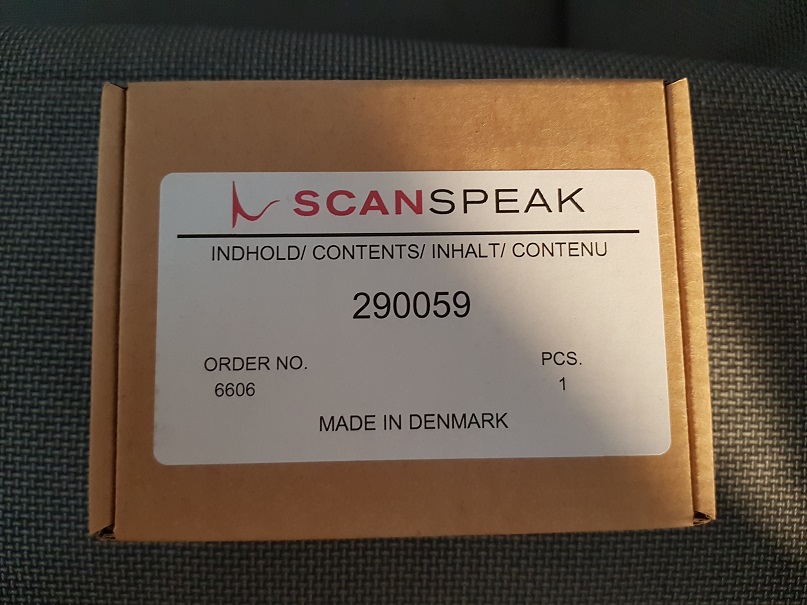 SCANSPEAK
INDHOLD/ CONTENTS/ INHALT/ CONTENU
290059
ORDER NO. PCS.
6606 1
MADE IN DENMARK